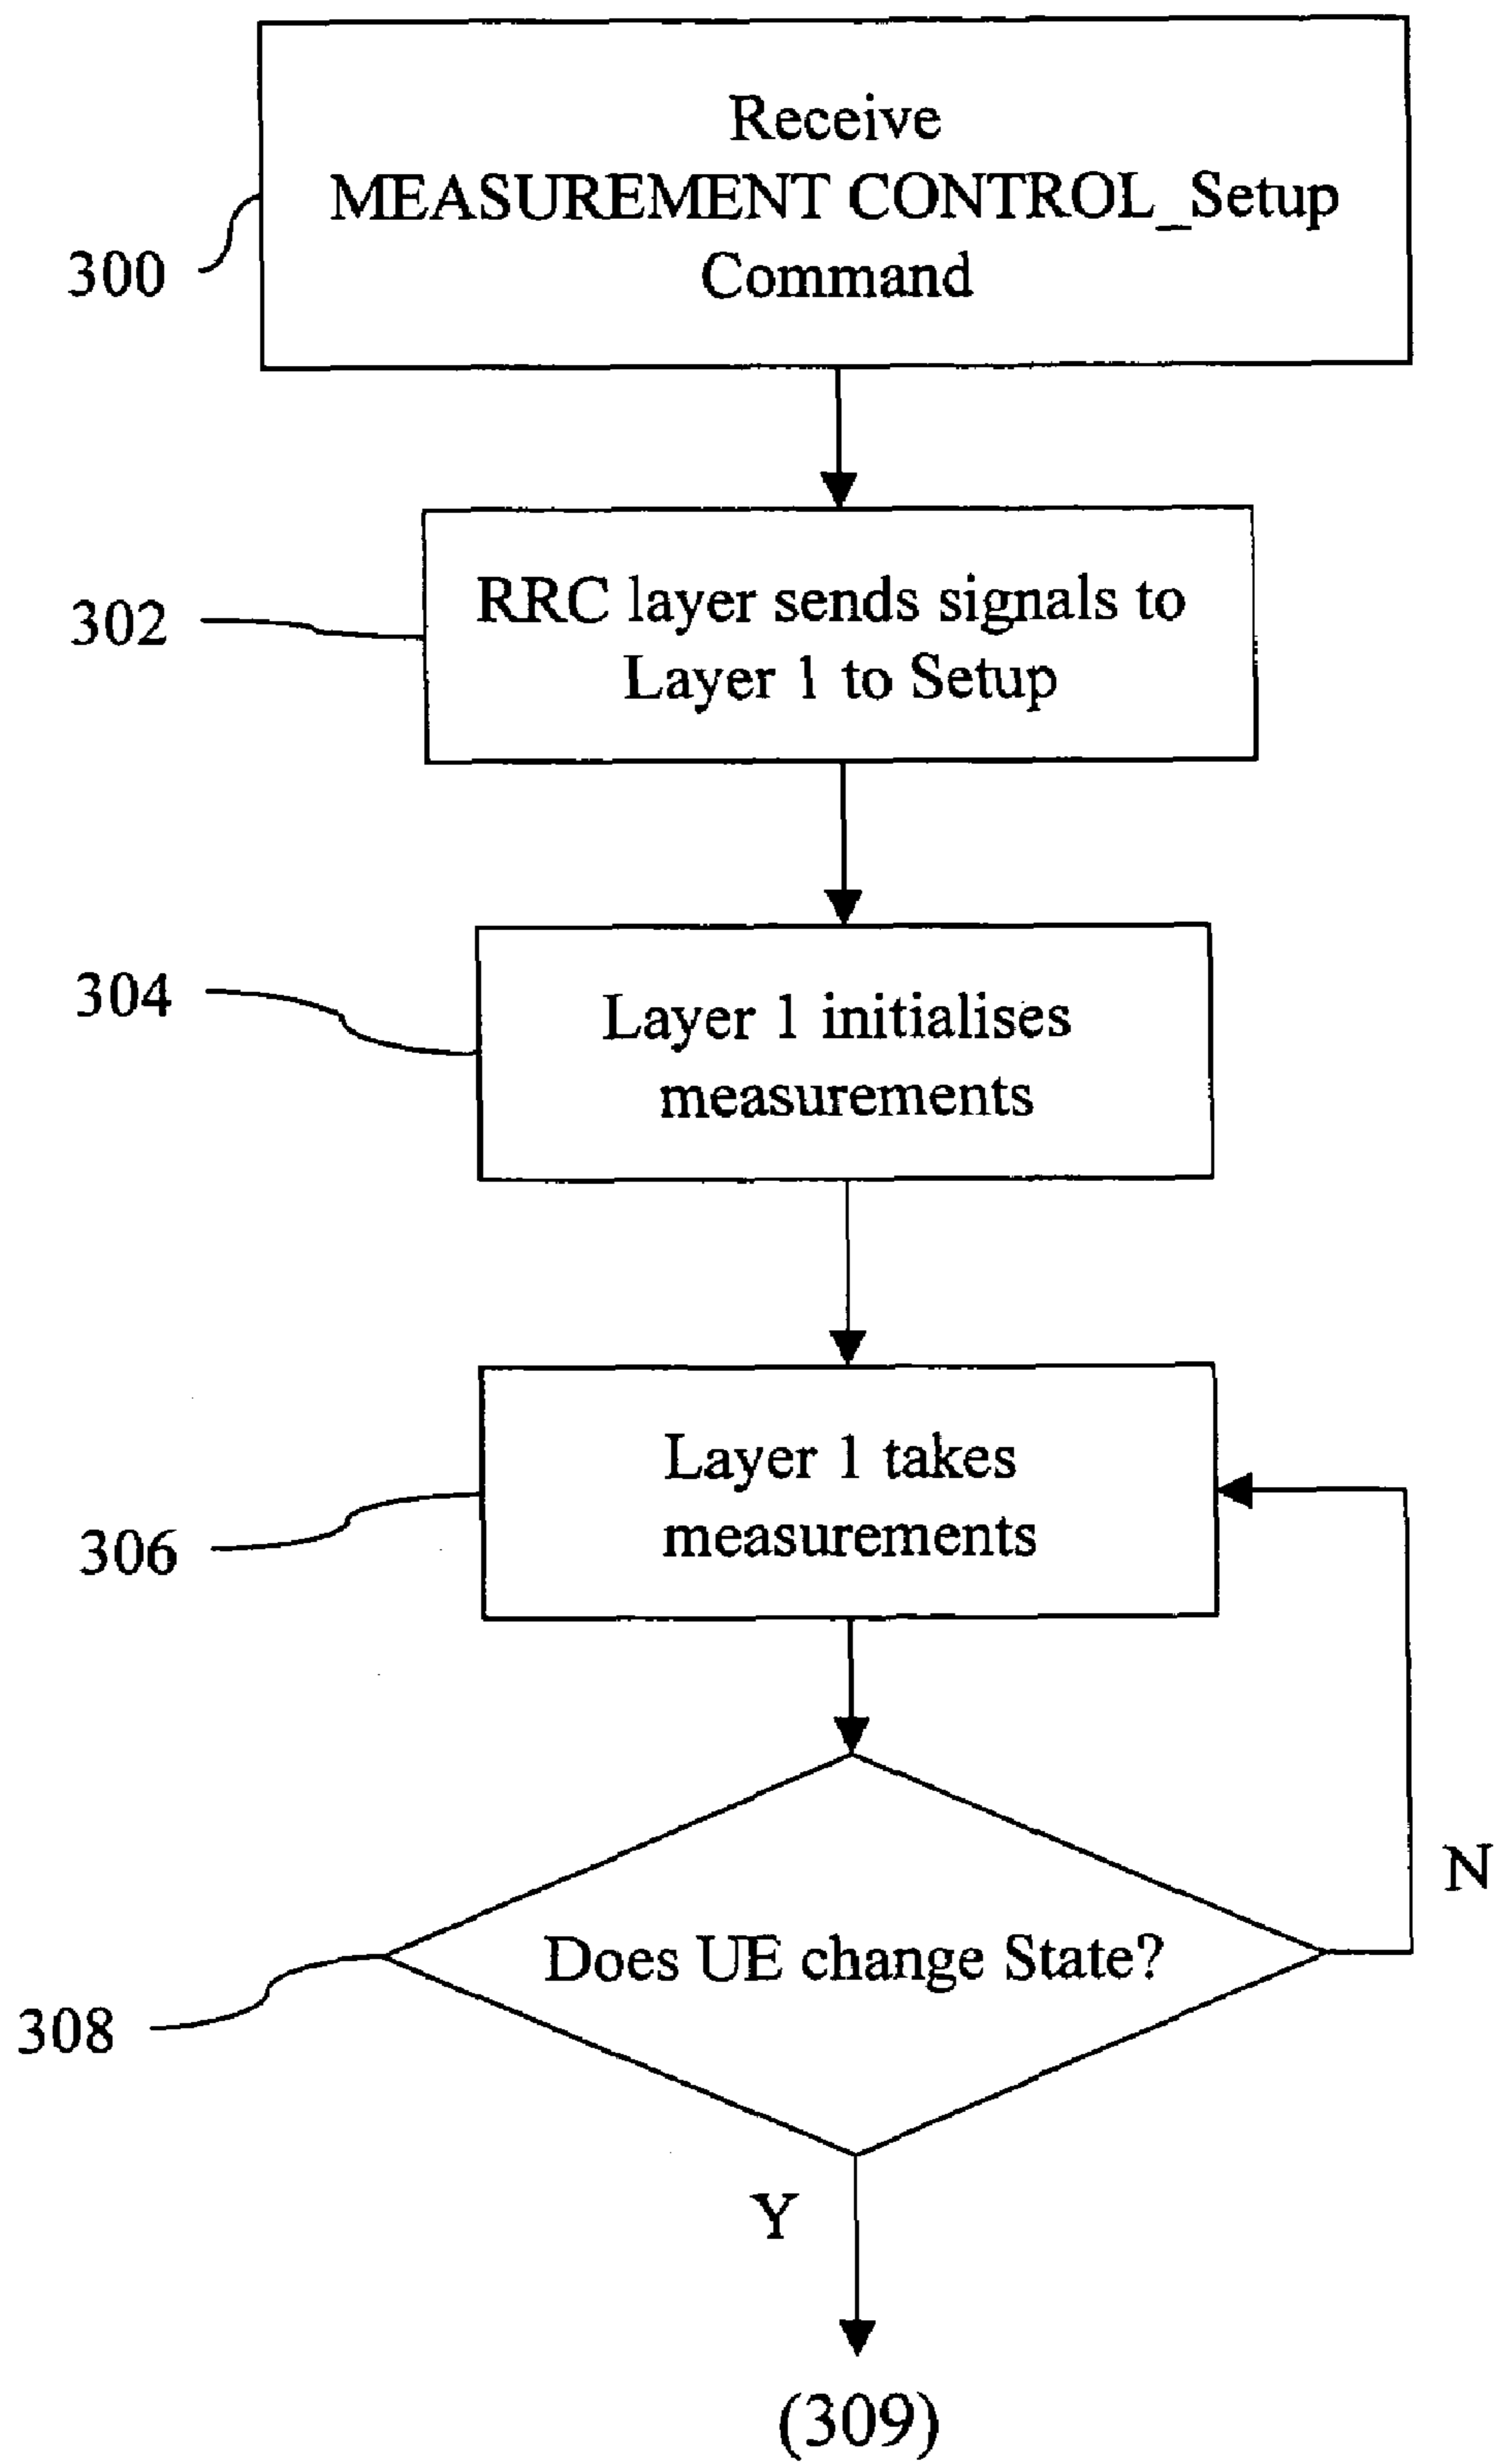 Receive
MEASUREMENT CONTROL_Setup
Command
300
RRC layer sends signals to
Layer 1 to Setup
302
Layer 1 initialises
measurements
304
Layer 1 takes
measurements
306
N
Does UE change State?
308
Y
(309)